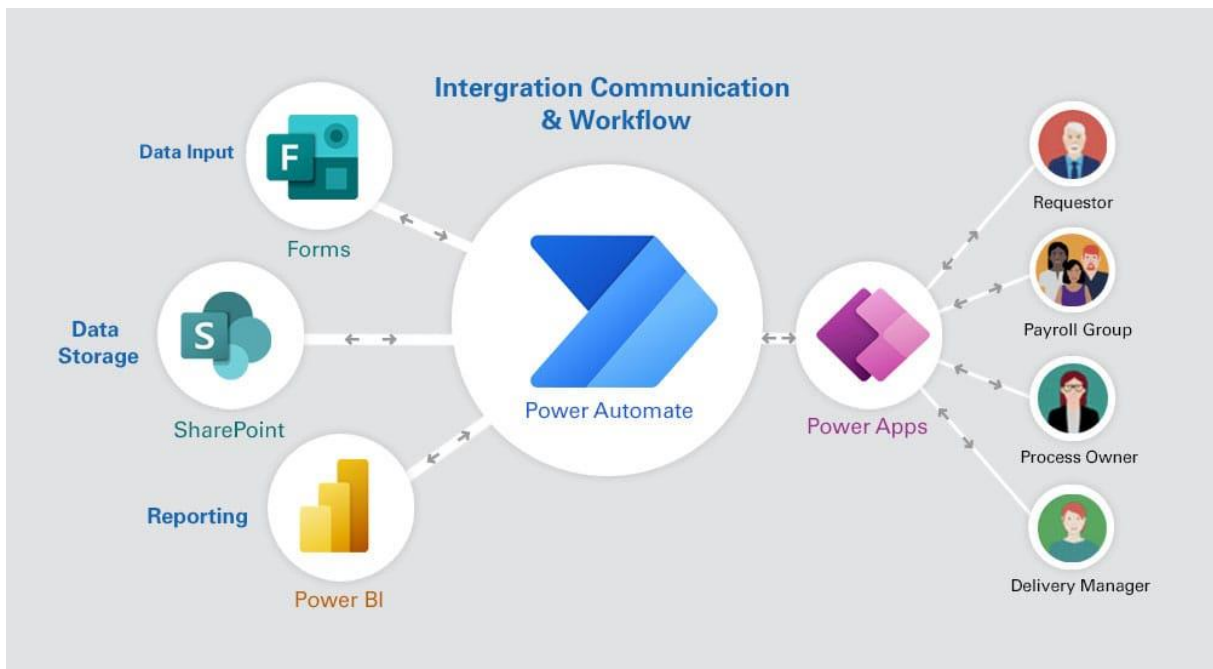 Intergration Communication
& Workflow
Data Input
F
Forms
Data
Storage
S
SharePoint
Reporting
Power BI
Power Automate
Power Apps
Requestor
Payroll Group
Process Owner
Delivery Manager